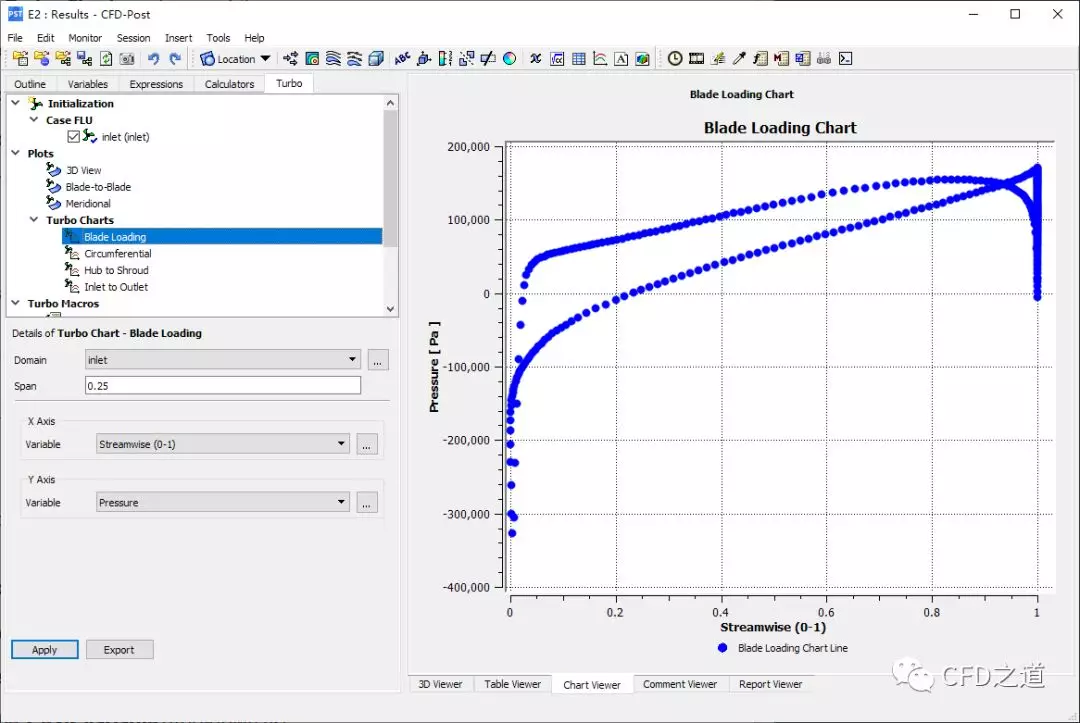 PST E2 : Results - CFD-Post
File Edit Monitor Session Insert Tools Help
Location
Outline Variables Expressions Calculators Turbo
Initialization
Case FLU
inlet (inlet)
Plots
3D View
Blade-to-Blade
Meridional
Turbo Charts
Blade Loading
Circumferential
Hub to Shroud
Inlet to Outlet
Turbo Macros
Details of Turbo Chart - Blade Loading
Domain inlet ...
Span 0.25
X Axis
Variable Streamwise (0-1) ...
Y Axis
Variable Pressure ...
Apply Export
Blade Loading Chart
Blade Loading Chart
200,000
100,000
0
-100,000
-200,000
-300,000
-400,000
Pressure [ Pa ]
0 0.2 0.4 0.6 0.8 1
Streamwise (0-1)
Blade Loading Chart Line
CFD之道
3D Viewer Table Viewer Chart Viewer Comment Viewer Report Viewer